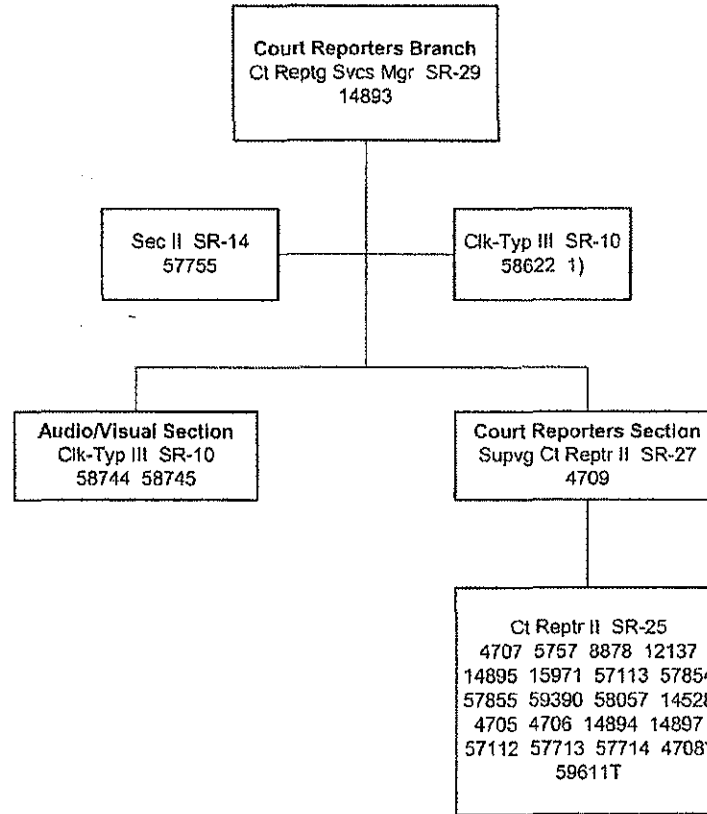 Court Reporters Branch
Ct Reptg Svcs Mgr SR-29
14893
Sec II SR-14
57755
Clk-Typ III SR-10
58622 1)
Audio/Visual Section
Clk-Typ III SR-10
58744 58745
Court Reporters Section
Supvg Ct Reptr II SR-27
4709
Ct Reptr II SR-25
4707 5757 8878 12137
14895 15971 57113 57854
57855 59390 58057 14528
4705 4706 14894 14897
57112 57713 57714
59611T